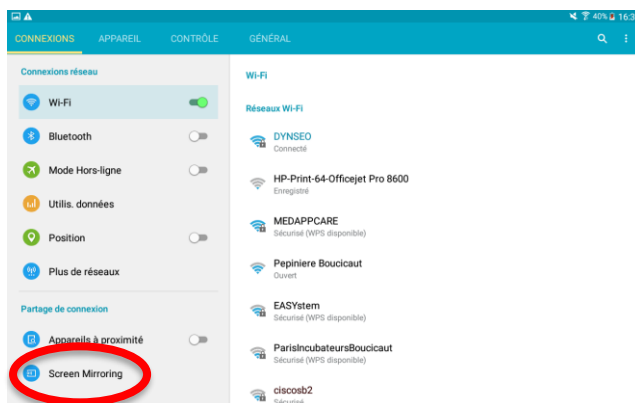 40% 16:3
CONNEXIONS APPAREIL CONTRÔLE GÉNÉRAL
Connexions réseau
Wi-Fi
Bluetooth
Mode Hors-ligne
Utilis. données
Position
Plus de réseaux
Partage de connexion
Appareils à proximité
Screen Mirroring
Wi-Fi
Réseaux Wi-Fi
DYNSEO
Connecté
HP-Print-64-Officejet Pro 8600
Enregistré
MEDAPPCARE
Sécurisé (WPS disponible)
Pepiniere Boucicaut
Ouvert
EASYstem
Sécurisé (WPS disponible)
ParisIncubateursBoucicaut
Sécurisé (WPS disponible)
ciscosb2
Sécurisé